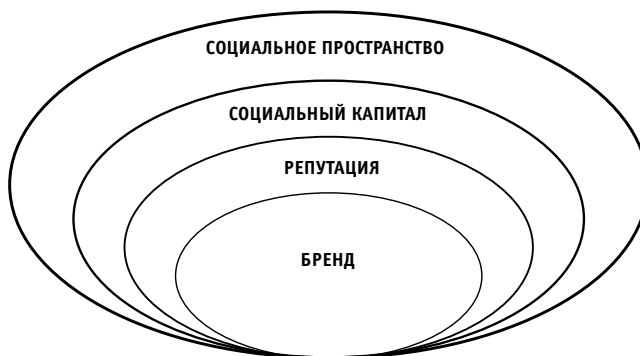 СОЦИАЛЬНОЕ ПРОСТРАНСТВО
СОЦИАЛЬНЫЙ КАПИТАЛ
РЕПУТАЦИЯ
БРЕНД